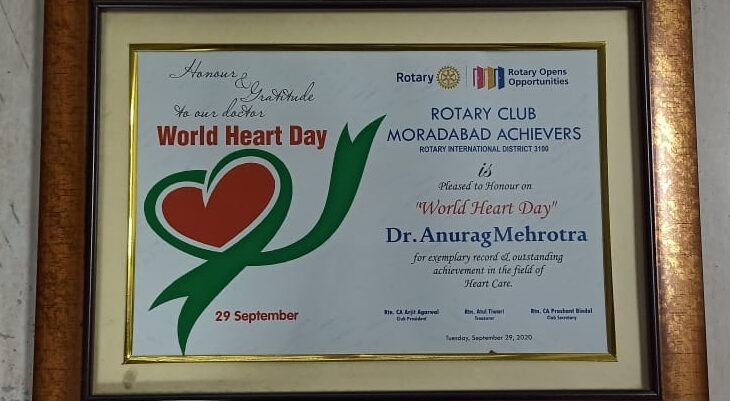 Honour
&
Gratitude
to our doctor
World Heart Day
29 September
Rotary
Rotary Opens
Opportunities
ROTARY CLUB
MORADABAD ACHIEVERS
ROTARY INTERNATIONAL DISTRICT 3100
is
Pleased to Honour on
"World Heart Day"
Dr. Anurag Mehrotra
for exemplary record & outstanding
achievement in the field of
Heart Care.
Rtn. CA Arjit Agarwal
Club President
Rtn. Atul Tiwari
Treasurer
Rtn. CA Prashant Bindal
Club Secretary
Tuesday, September 29, 2020